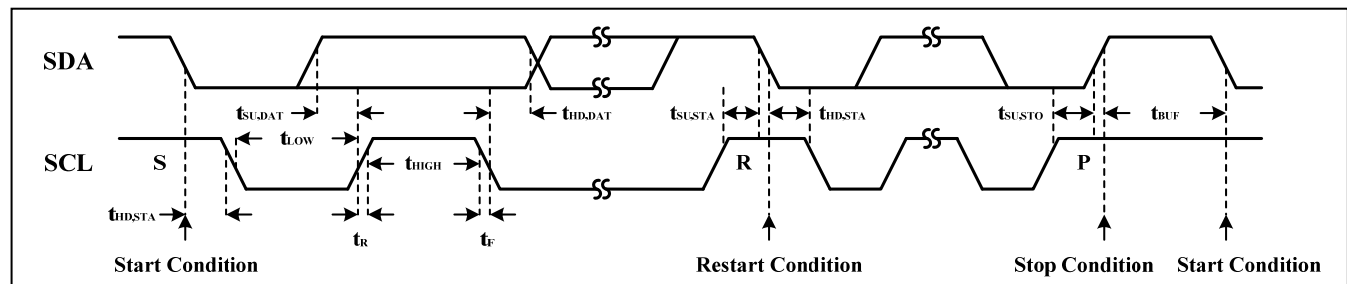 SDA
tSU,DAT tHD,DAT tSU,STA tHD,STA tSU,STO tBUF
tLOW
SCL S tHIGH R P
tHD,STA
tR tF
Start Condition Restart Condition Stop Condition Start Condition